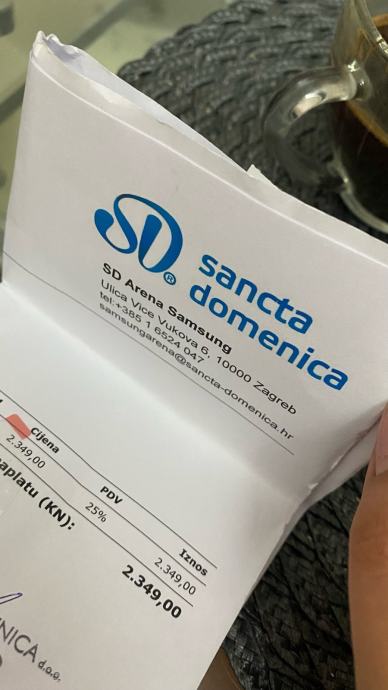 SD®
sancta
domenica
SD Arena Samsung
Ulica Vice Vukova 6, 10000 Zagreb
tel:+385 1 6524 047
samsungarena@sancta-domenica.hr
Cijena PDV Iznos
2.349,00 25% 2.349,00
aplatu (KN): 2.349,00
NICA d.o.o.